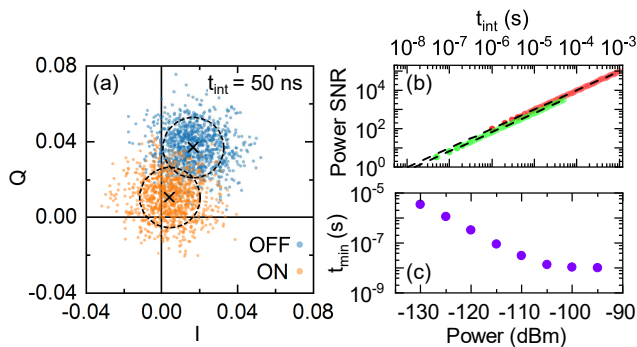 (a)
t_int = 50 ns
0.08
0.04
0.00
-0.04
Q
OFF
ON
-0.04
0.00
0.04
0.08
I
t_int (s)
10^-8
10^-7
10^-6
10^-5
10^-4
10^-3
(b)
Power SNR
10^4
10^2
10^0
(c)
t_min (s)
10^-5
10^-7
10^-9
-130
-120
-110
-100
-90
Power (dBm)